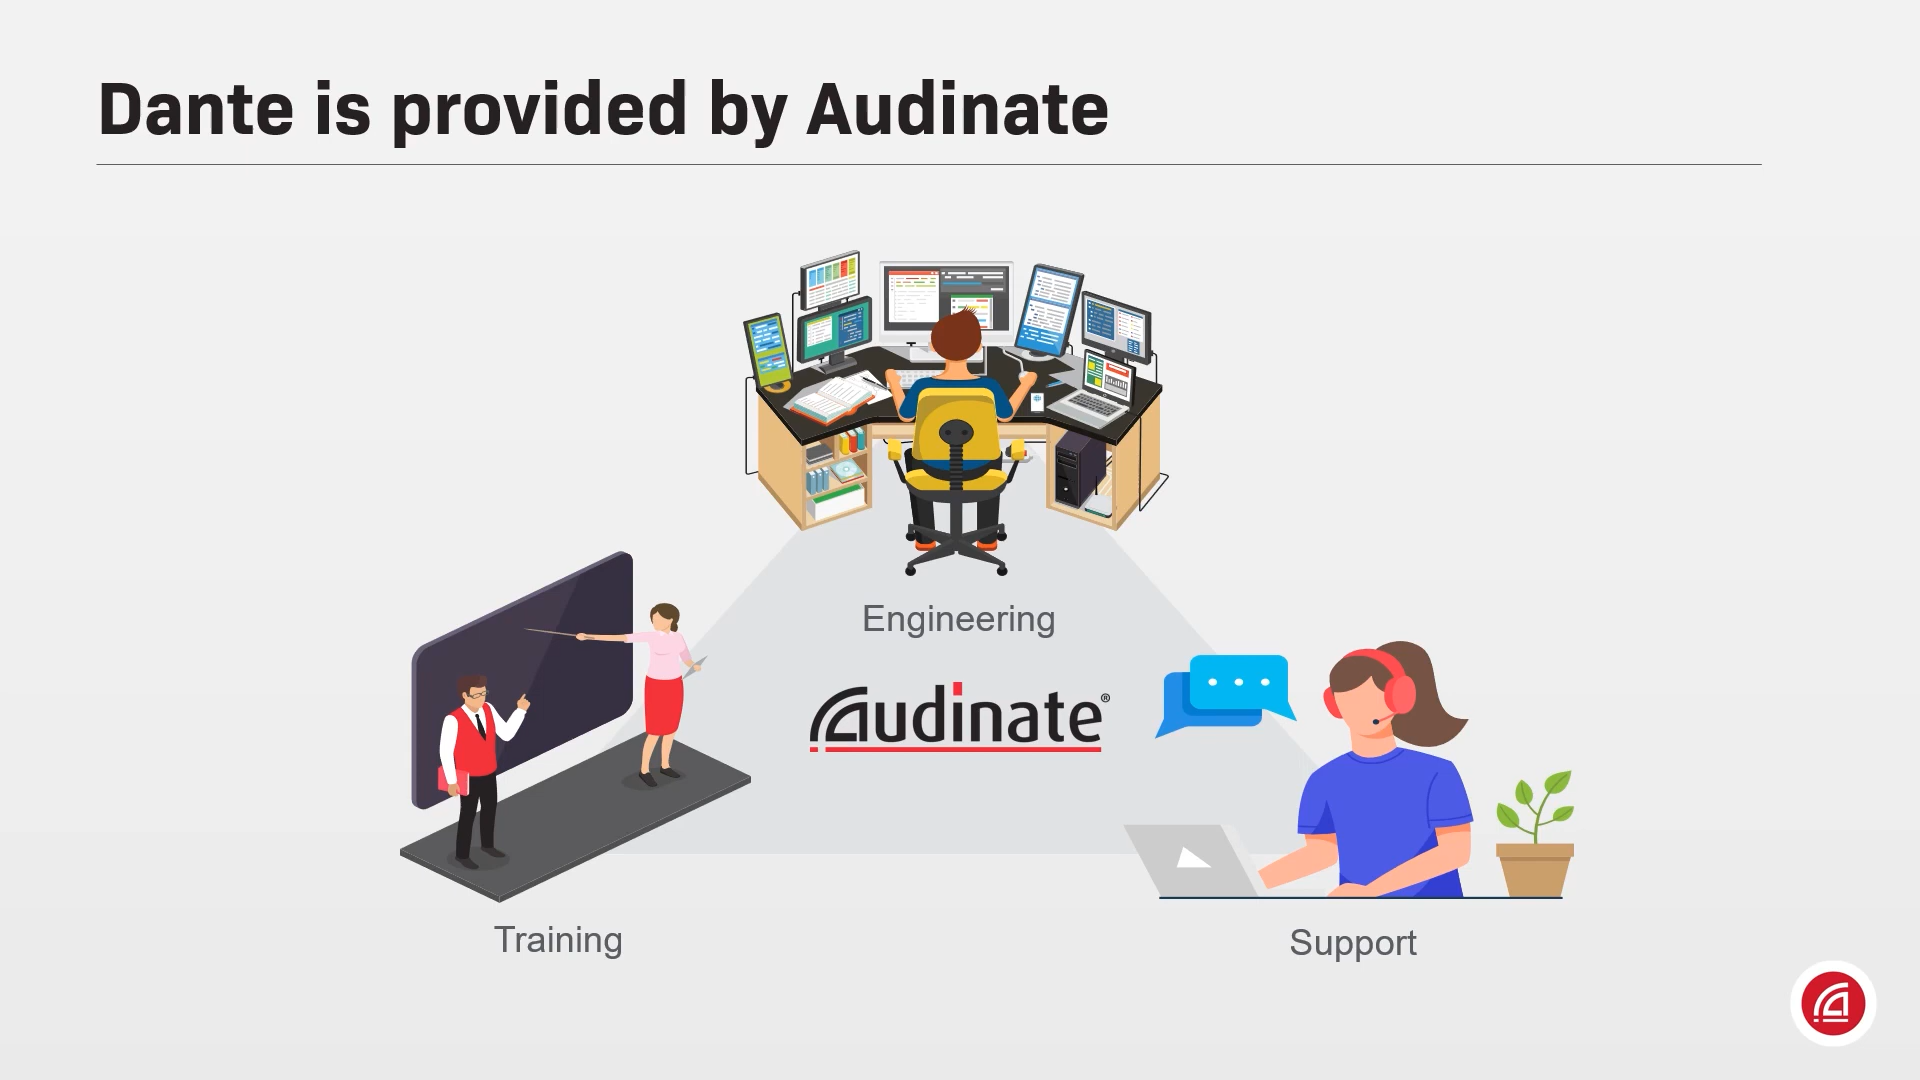 Dante is provided by Audinate
Engineering
Audinate®
Training
Support